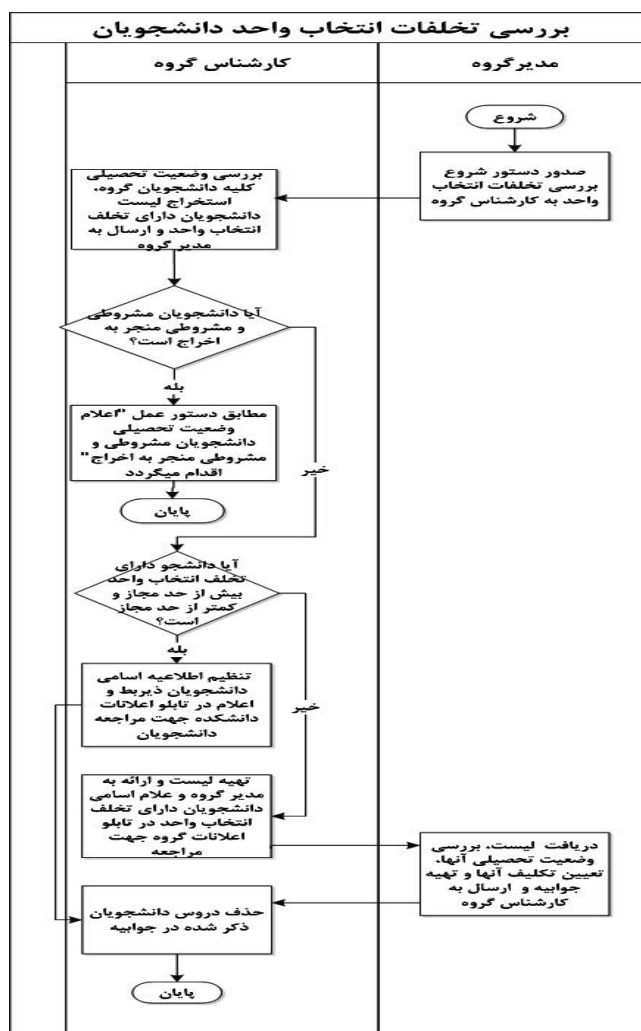 بررسی تخلفات انتخاب واحد دانشجویان
مدیرگروه
کارشناس گروه
شروع
صدور دستور شروع
بررسی تخلفات انتخاب
واحد به کارشناس گروه
بررسی وضعیت تحصیلی
کلیه دانشجویان گروه،
استخراج لیست
دانشجویان دارای تخلف
انتخاب واحد و ارسال به
مدیر گروه
آیا دانشجویان مشروطی
و مشروطی منجر به
اخراج است؟
بله
مطابق دستور عمل "اعلام
وضعیت تحصیلی
دانشجویان مشروطی و
مشروطی منجر به اخراج"
اقدام میگردد
خیر
پایان
آیا دانشجو دارای
تخلف انتخاب واحد
بیش از حد مجاز و
کمتر از حد مجاز
است؟
بله
تنظیم اطلاعیه اسامی
دانشجویان ذیربط و
اعلام در تابلو اعلانات
دانشکده جهت مراجعه
دانشجویان
خیر
تهیه لیست و ارائه به
مدیر گروه و علام اسامی
دانشجویان دارای تخلف
انتخاب واحد در تابلو
اعلانات گروه جهت
مراجعه
دریافت لیست، بررسی
وضعیت تحصیلی آنها،
تعیین تکلیف آنها و تهیه
جوابیه و ارسال به
کارشناس گروه
حذف دروس دانشجویان
ذکر شده در جوابیه
پایان